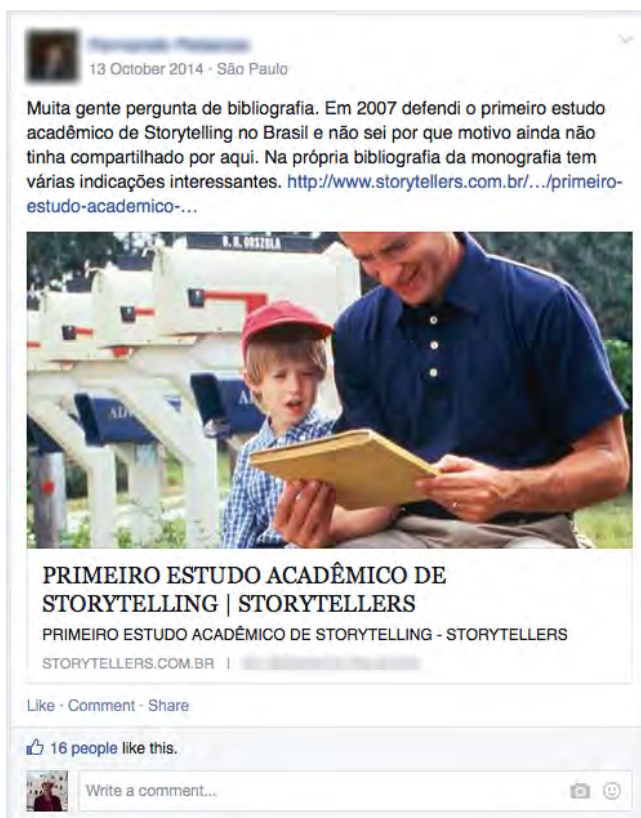 13 October 2014 · São Paulo
Muita gente pergunta de bibliografia. Em 2007 defendi o primeiro estudo
acadêmico de Storytelling no Brasil e não sei por que motivo ainda não
tinha compartilhado por aqui. Na própria bibliografia da monografia tem
várias indicações interessantes. http://www.storytellers.com.br/…/primeiro-
estudo-academico-…
PRIMEIRO ESTUDO ACADÊMICO DE
STORYTELLING | STORYTELLERS
PRIMEIRO ESTUDO ACADÊMICO DE STORYTELLING - STORYTELLERS
STORYTELLERS.COM.BR |
Like · Comment · Share
16 people like this.
Write a comment...